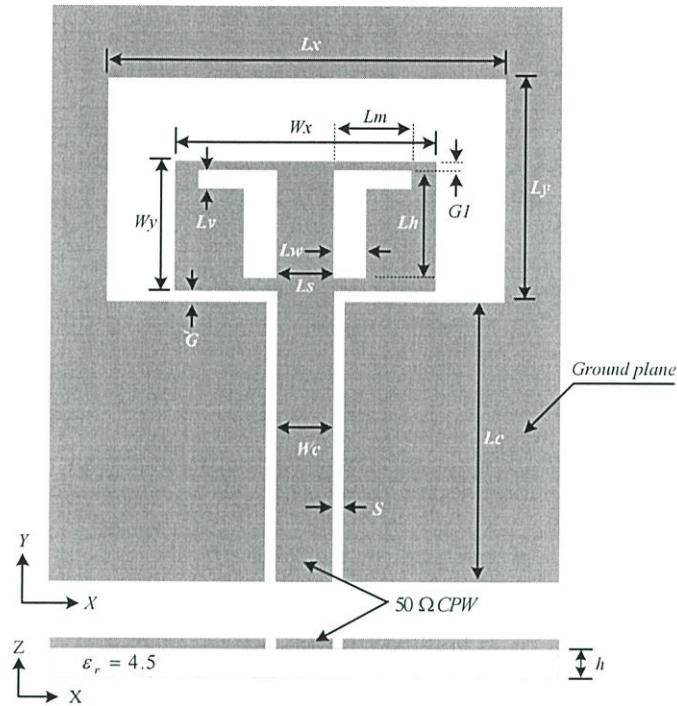 Lx
Wx
Lm
Ly
G1
Wy
Lv
Lh
Lw
Ls
G
Ground plane
Wc
Lc
S
Y
X
50 Ω CPW
Z
εr = 4.5
h
X